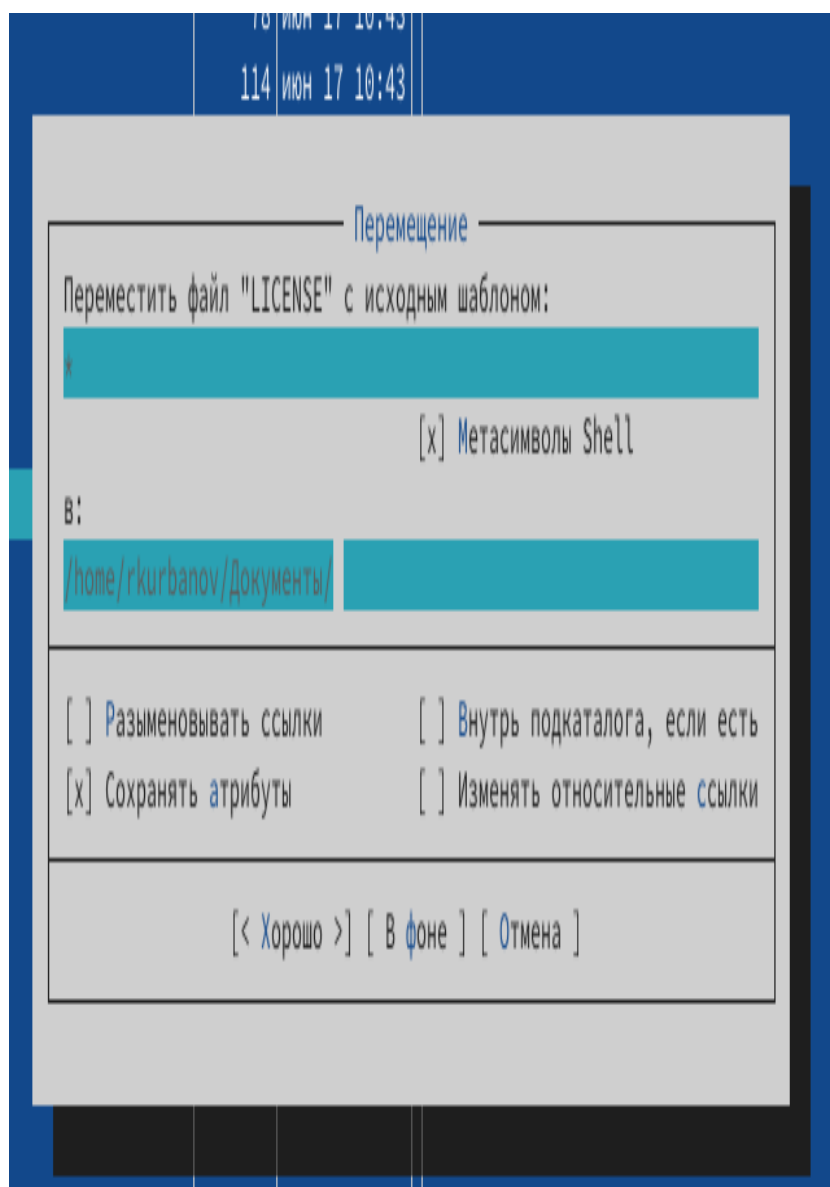 78 июн 17 10:43
114 июн 17 10:43
Перемещение
Переместить файл "LICENSE" с исходным шаблоном:
*
[x] Метасимволы Shell
в:
/home/rkurbanov/Документы/
[ ] Разыменовывать ссылки [ ] Внутрь подкаталога, если есть
[x] Сохранять атрибуты [ ] Изменять относительные ссылки
[< Хорошо >] [ В фоне ] [ Отмена ]